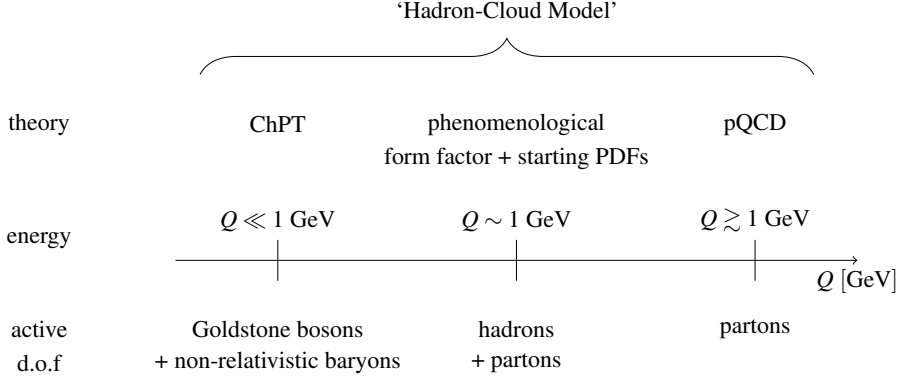 ‘Hadron-Cloud Model’
theory ChPT phenomenological pQCD
form factor + starting PDFs
energy Q ≪ 1 GeV Q ∼ 1 GeV Q ≳ 1 GeV
Q [GeV]
active Goldstone bosons hadrons partons
d.o.f + non-relativistic baryons + partons